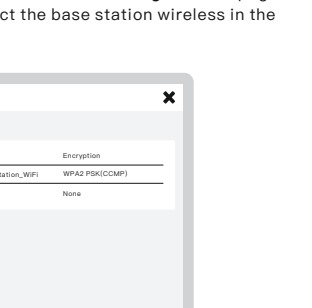 ct the base station wireless in the
Encryption
tation_WiFi WPA2 PSK(CCMP)
None